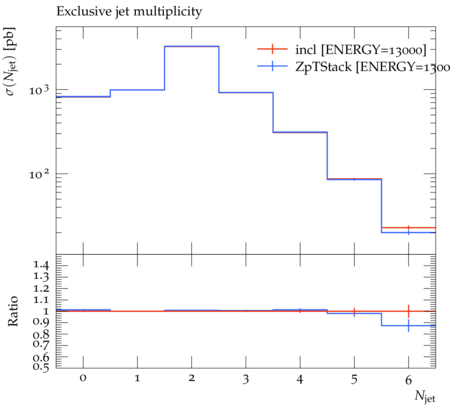 Exclusive jet multiplicity
σ(Njet) [pb]
incl [ENERGY=13000]
ZpTStack [ENERGY=1300
10³
10²
Ratio
1.4
1.3
1.2
1.1
1
0.9
0.8
0.7
0.6
0.5
0 1 2 3 4 5 6
Njet